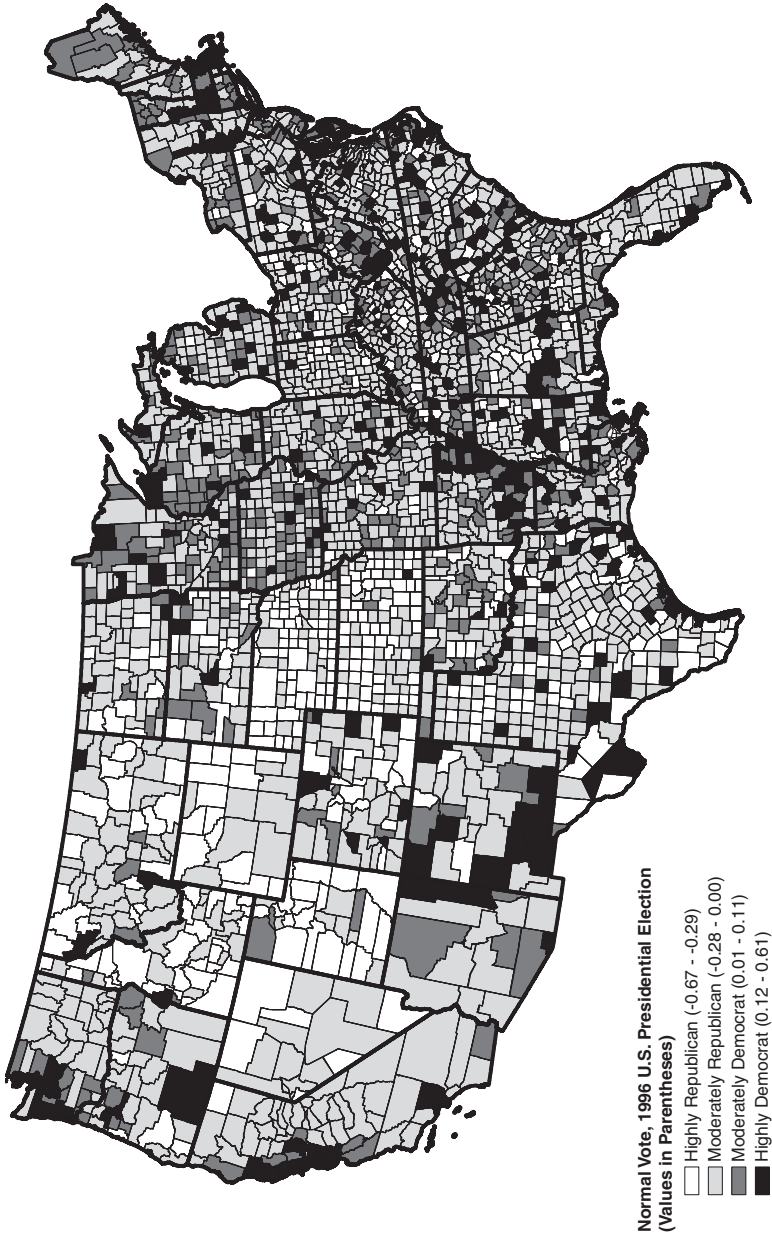 Normal Vote, 1996 U.S. Presidential Election
(Values in Parentheses)
Highly Republican (-0.67 - -0.29)
Moderately Republican (-0.28 - 0.00)
Moderately Democrat (0.01 - 0.11)
Highly Democrat (0.12 - 0.61)